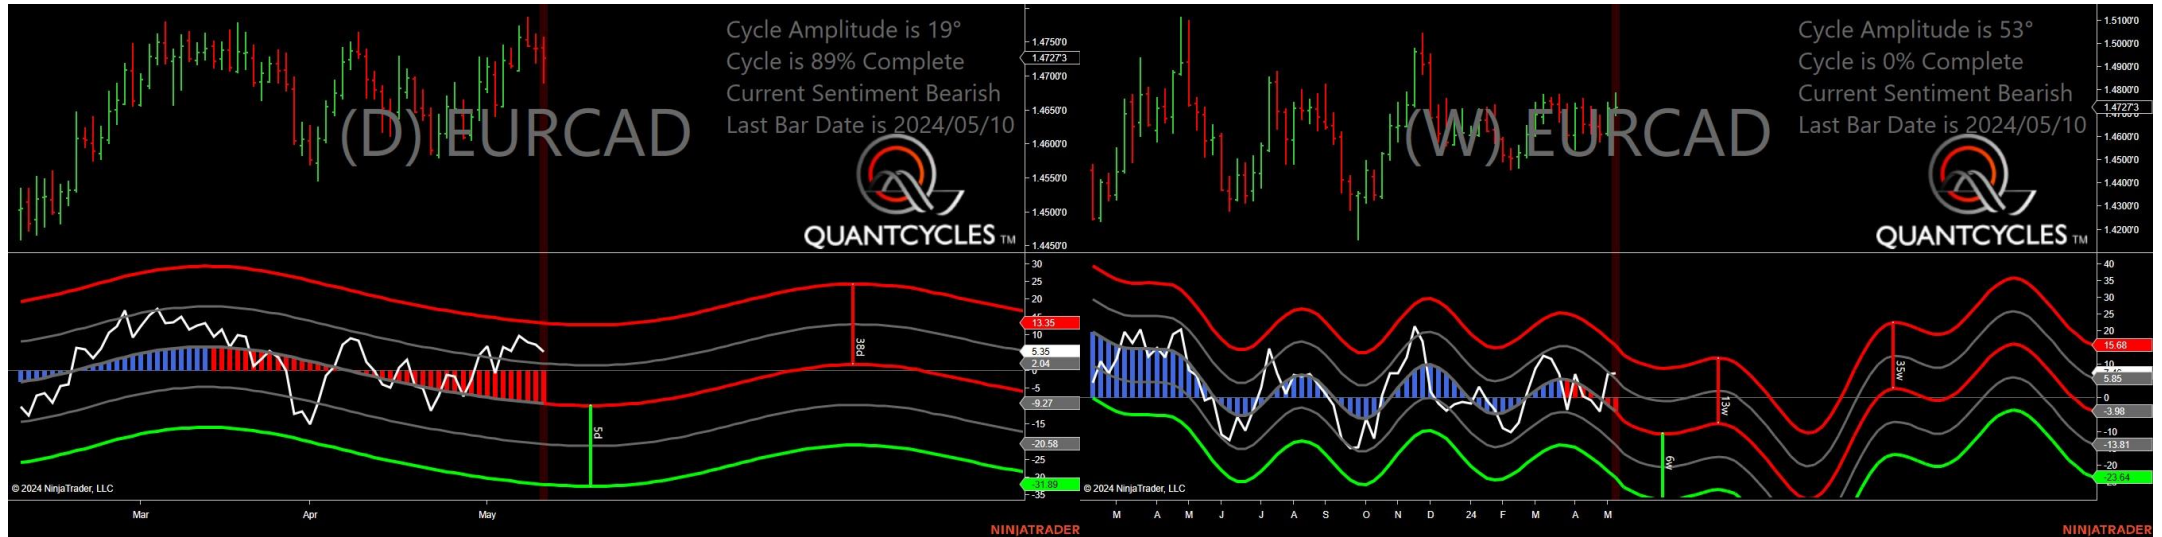 Cycle Amplitude is 19°
Cycle is 89% Complete
Current Sentiment Bearish
Last Bar Date is 2024/05/10
(D) EURCAD
QUANTCYCLES TM
1.4750'0
1.4727'3
1.4700'0
1.4650'0
1.4600'0
1.4550'0
1.4500'0
1.4450'0
30
25
20
13.35
10
5.35
2.04
0
-5
-9.27
-15
-20.58
-25
-31.89
-35
38d
5d
© 2024 NinjaTrader, LLC
Mar
Apr
May
NINJATRADER
Cycle Amplitude is 53°
Cycle is 0% Complete
Current Sentiment Bearish
Last Bar Date is 2024/05/10
(W) EURCAD
QUANTCYCLES TM
1.5100'0
1.5000'0
1.4900'0
1.4800'0
1.4727'3
1.4600'0
1.4500'0
1.4400'0
1.4300'0
1.4200'0
40
35
30
25
20
15.68
10
5.85
0
-3.98
-10
-13.81
-20
-23.64
13w
35w
6w
© 2024 NinjaTrader, LLC
M A M J J A S O N D 24 F M A M
NINJATRADER